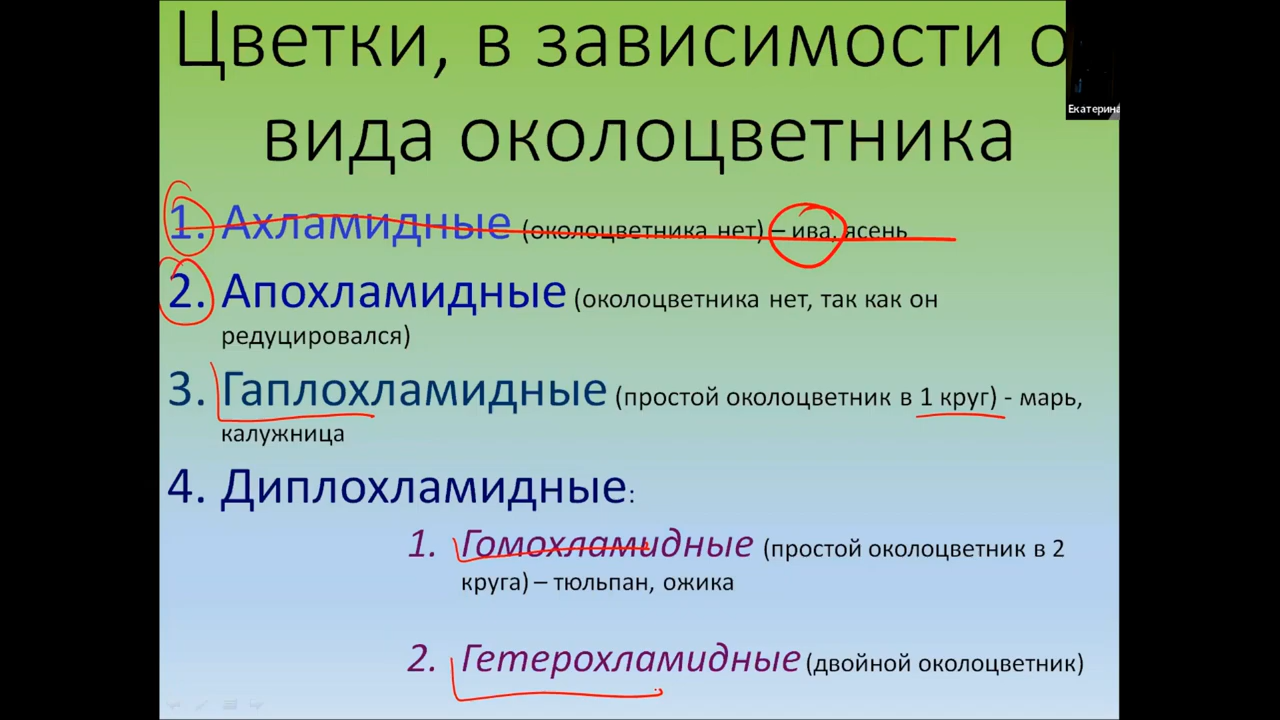 Цветки, в зависимости о
вида околоцветника
1. Ахламидные (околоцветника нет) – ива, ясень
2. Апохламидные (околоцветника нет, так как он
редуцировался)
3. Гаплохламидные (простой околоцветник в 1 круг) - марь,
калужница
4. Диплохламидные:
1. Гомохламидные (простой околоцветник в 2
круга) – тюльпан, ожика
2. Гетерохламидные (двойной околоцветник)
Екатерина